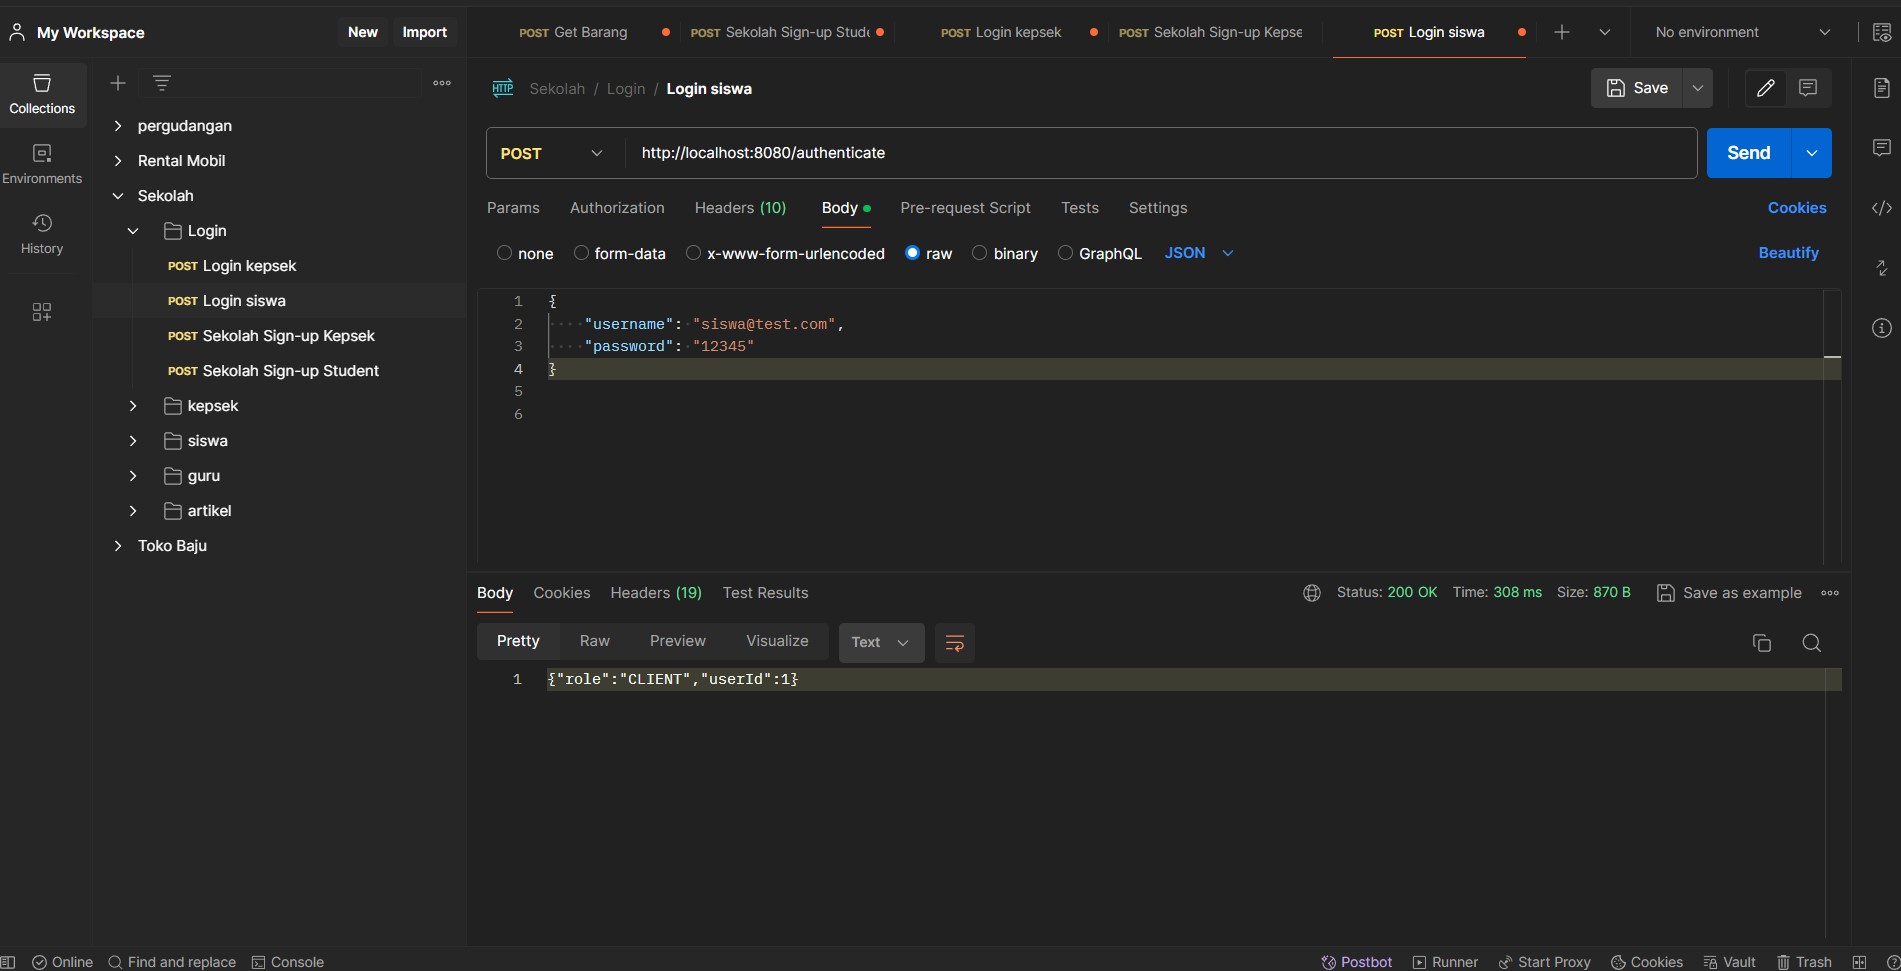 My Workspace
New
Import
POST Get Barang
POST Sekolah Sign-up Stude
POST Login kepsek
POST Sekolah Sign-up Kepse
POST Login siswa
No environment
Collections
Environments
History
pergudangan
Rental Mobil
Sekolah
Login
POST Login kepsek
POST Login siswa
POST Sekolah Sign-up Kepsek
POST Sekolah Sign-up Student
kepsek
siswa
guru
artikel
Toko Baju
HTTP Sekolah / Login / Login siswa
Save
POST
http://localhost:8080/authenticate
Send
Params
Authorization
Headers (10)
Body
Pre-request Script
Tests
Settings
Cookies
none
form-data
x-www-form-urlencoded
raw
binary
GraphQL
JSON
Beautify
1 {
2 "username": "siswa@test.com",
3 "password": "12345"
4 }
5
6
Body
Cookies
Headers (19)
Test Results
Status: 200 OK
Time: 308 ms
Size: 870 B
Save as example
Pretty
Raw
Preview
Visualize
Text
1 {"role":"CLIENT","userId":1}
Online
Find and replace
Console
Postbot
Runner
Start Proxy
Cookies
Vault
Trash